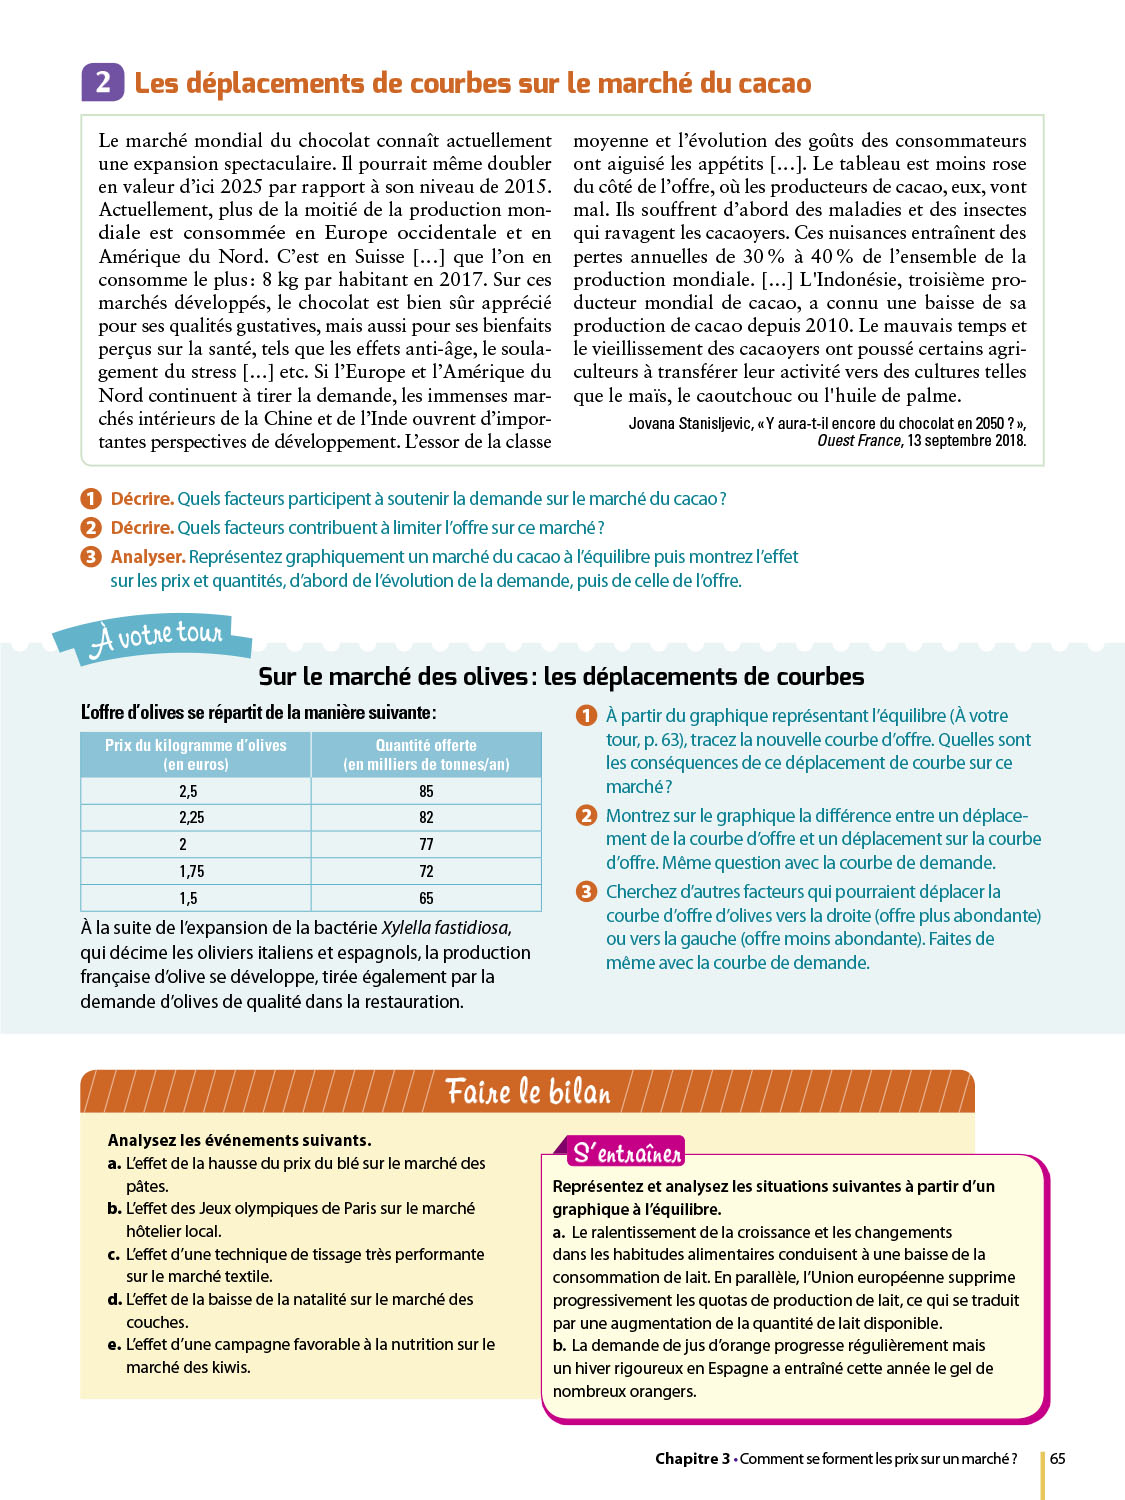 2 Les déplacements de courbes sur le marché du cacao
Le marché mondial du chocolat connaît actuellement
une expansion spectaculaire. Il pourrait même doubler
en valeur d’ici 2025 par rapport à son niveau de 2015.
Actuellement, plus de la moitié de la production mon-
diale est consommée en Europe occidentale et en
Amérique du Nord. C’est en Suisse […] que l’on en
consomme le plus : 8 kg par habitant en 2017. Sur ces
marchés développés, le chocolat est bien sûr apprécié
pour ses qualités gustatives, mais aussi pour ses bienfaits
perçus sur la santé, tels que les effets anti-âge, le soula-
gement du stress […] etc. Si l’Europe et l’Amérique du
Nord continuent à tirer la demande, les immenses mar-
chés intérieurs de la Chine et de l’Inde ouvrent d’impor-
tantes perspectives de développement. L’essor de la classe
moyenne et l’évolution des goûts des consommateurs
ont aiguisé les appétits […]. Le tableau est moins rose
du côté de l’offre, où les producteurs de cacao, eux, vont
mal. Ils souffrent d’abord des maladies et des insectes
qui ravagent les cacaoyers. Ces nuisances entraînent des
pertes annuelles de 30 % à 40 % de l’ensemble de la
production mondiale. […] L'Indonésie, troisième pro-
ducteur mondial de cacao, a connu une baisse de sa
production de cacao depuis 2010. Le mauvais temps et
le vieillissement des cacaoyers ont poussé certains agri-
culteurs à transférer leur activité vers des cultures telles
que le maïs, le caoutchouc ou l'huile de palme.
Jovana Stanisljevic, « Y aura-t-il encore du chocolat en 2050 ? »,
Ouest France, 13 septembre 2018.
1 Décrire. Quels facteurs participent à soutenir la demande sur le marché du cacao ?
2 Décrire. Quels facteurs contribuent à limiter l’offre sur ce marché ?
3 Analyser. Représentez graphiquement un marché du cacao à l’équilibre puis montrez l’effet
sur les prix et quantités, d’abord de l’évolution de la demande, puis de celle de l’offre.
À votre tour
Sur le marché des olives : les déplacements de courbes
L’offre d’olives se répartit de la manière suivante :
Prix du kilogramme d’olives
(en euros)
Quantité offerte
(en milliers de tonnes/an)
2,5 85
2,25 82
2 77
1,75 72
1,5 65
À la suite de l’expansion de la bactérie Xylella fastidiosa,
qui décime les oliviers italiens et espagnols, la production
française d’olive se développe, tirée également par la
demande d’olives de qualité dans la restauration.
1 À partir du graphique représentant l’équilibre (À votre
tour, p. 63), tracez la nouvelle courbe d’offre. Quelles sont
les conséquences de ce déplacement de courbe sur ce
marché ?
2 Montrez sur le graphique la différence entre un déplace-
ment de la courbe d’offre et un déplacement sur la courbe
d’offre. Même question avec la courbe de demande.
3 Cherchez d’autres facteurs qui pourraient déplacer la
courbe d’offre d’olives vers la droite (offre plus abondante)
ou vers la gauche (offre moins abondante). Faites de
même avec la courbe de demande.
Faire le bilan
Analysez les événements suivants.
a. L’effet de la hausse du prix du blé sur le marché des
pâtes.
b. L’effet des Jeux olympiques de Paris sur le marché
hôtelier local.
c. L’effet d’une technique de tissage très performante
sur le marché textile.
d. L’effet de la baisse de la natalité sur le marché des
couches.
e. L’effet d’une campagne favorable à la nutrition sur le
marché des kiwis.
S’entraîner
Représentez et analysez les situations suivantes à partir d’un
graphique à l’équilibre.
a. Le ralentissement de la croissance et les changements
dans les habitudes alimentaires conduisent à une baisse de la
consommation de lait. En parallèle, l’Union européenne supprime
progressivement les quotas de production de lait, ce qui se traduit
par une augmentation de la quantité de lait disponible.
b. La demande de jus d’orange progresse régulièrement mais
un hiver rigoureux en Espagne a entraîné cette année le gel de
nombreux orangers.
Chapitre 3 • Comment se forment les prix sur un marché ? 65